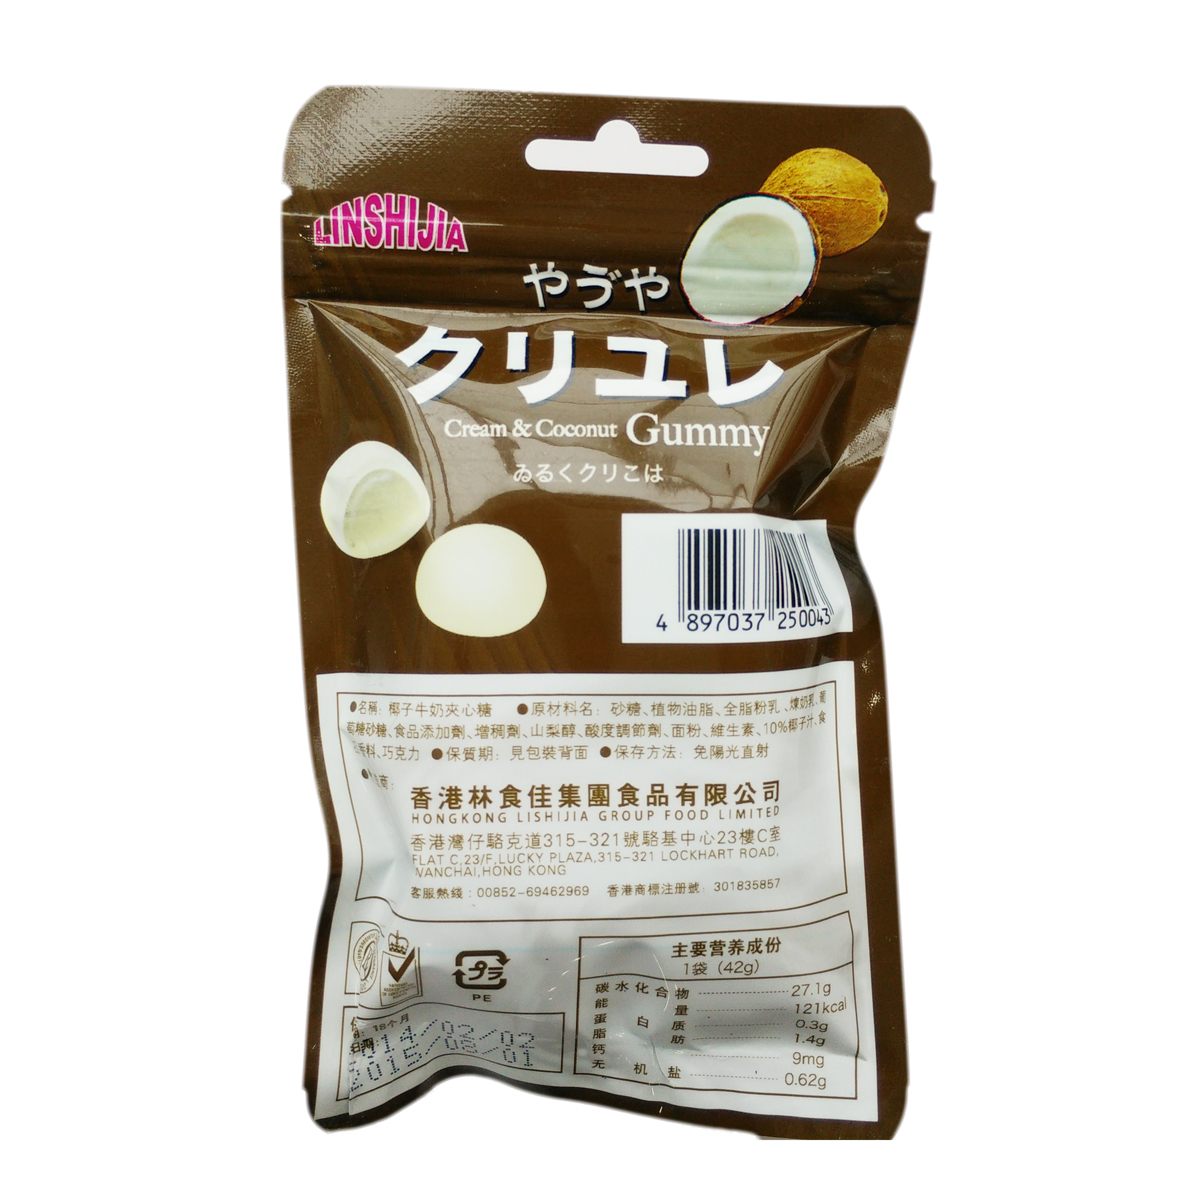 LINSHIJIA
やゔや
クリユレ
Cream & Coconut Gummy
ゐるくクリこは
4 897037 250043
●名稱: 椰子牛奶夾心糖 ●原材料名: 砂糖、植物油脂、全脂粉乳、煉奶乳、葡
萄糖砂糖、食品添加劑、增稠劑、山梨醇、酸度調節劑、面粉、維生素、10%椰子汁、食
香料、巧克力 ●保質期: 見包裝背面 ●保存方法: 免陽光直射
商:
香港林食佳集團食品有限公司
HONGKONG LISHIJIA GROUP FOOD LIMITED
香港灣仔駱克道315-321號駱基中心23樓C室
FLAT C,23/F,LUCKY PLAZA,315-321 LOCKHART ROAD,
WANCHAI,HONG KONG
客服熱綫: 00852-69462969 香港商標注册號: 301835857
プラ
PE
主要营养成份
1袋 (42g)
碳水化合物 27.1g
能量 121kcal
蛋白质 0.3g
脂肪 1.4g
钙 9mg
无机盐 0.62g
18个月
2014/02/02
2015/08/01